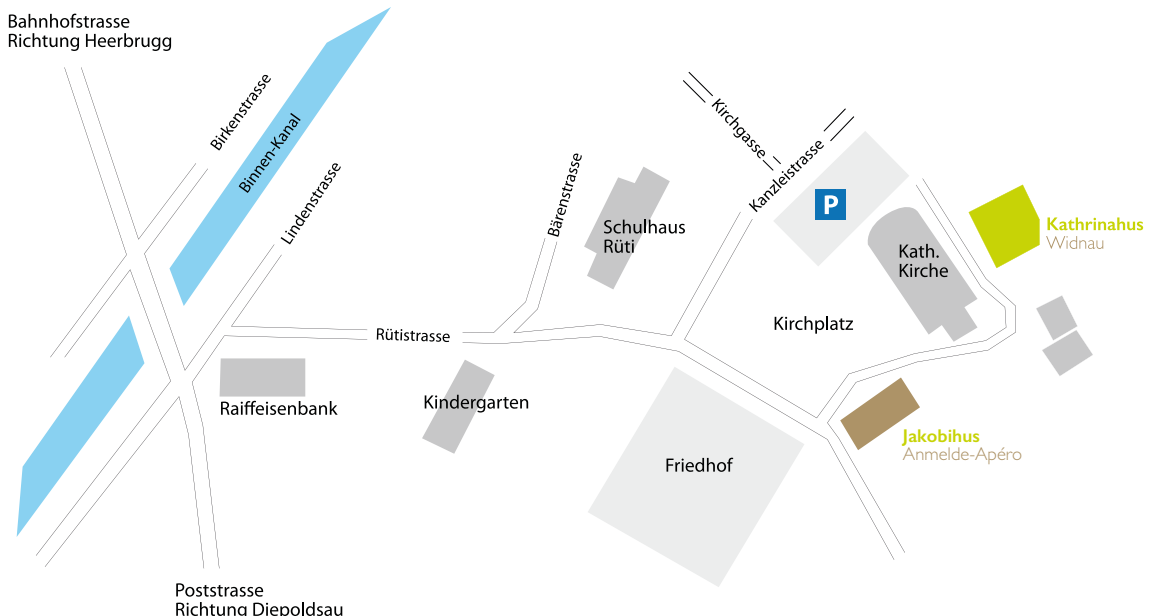 Bahnhofstrasse
Richtung Heerbrugg
Birkenstrasse
Binnen-Kanal
Lindenstrasse
Bärenstrasse
Kirchgasse
Kanzleistrasse
P
Schulhaus
Rüti
Kath.
Kirche
Kathrinahus
Widnau
Kirchplatz
Rütistrasse
Raiffeisenbank
Kindergarten
Friedhof
Jakobihus
Anmelde-Apéro
Poststrasse
Richtung Diepoldsau